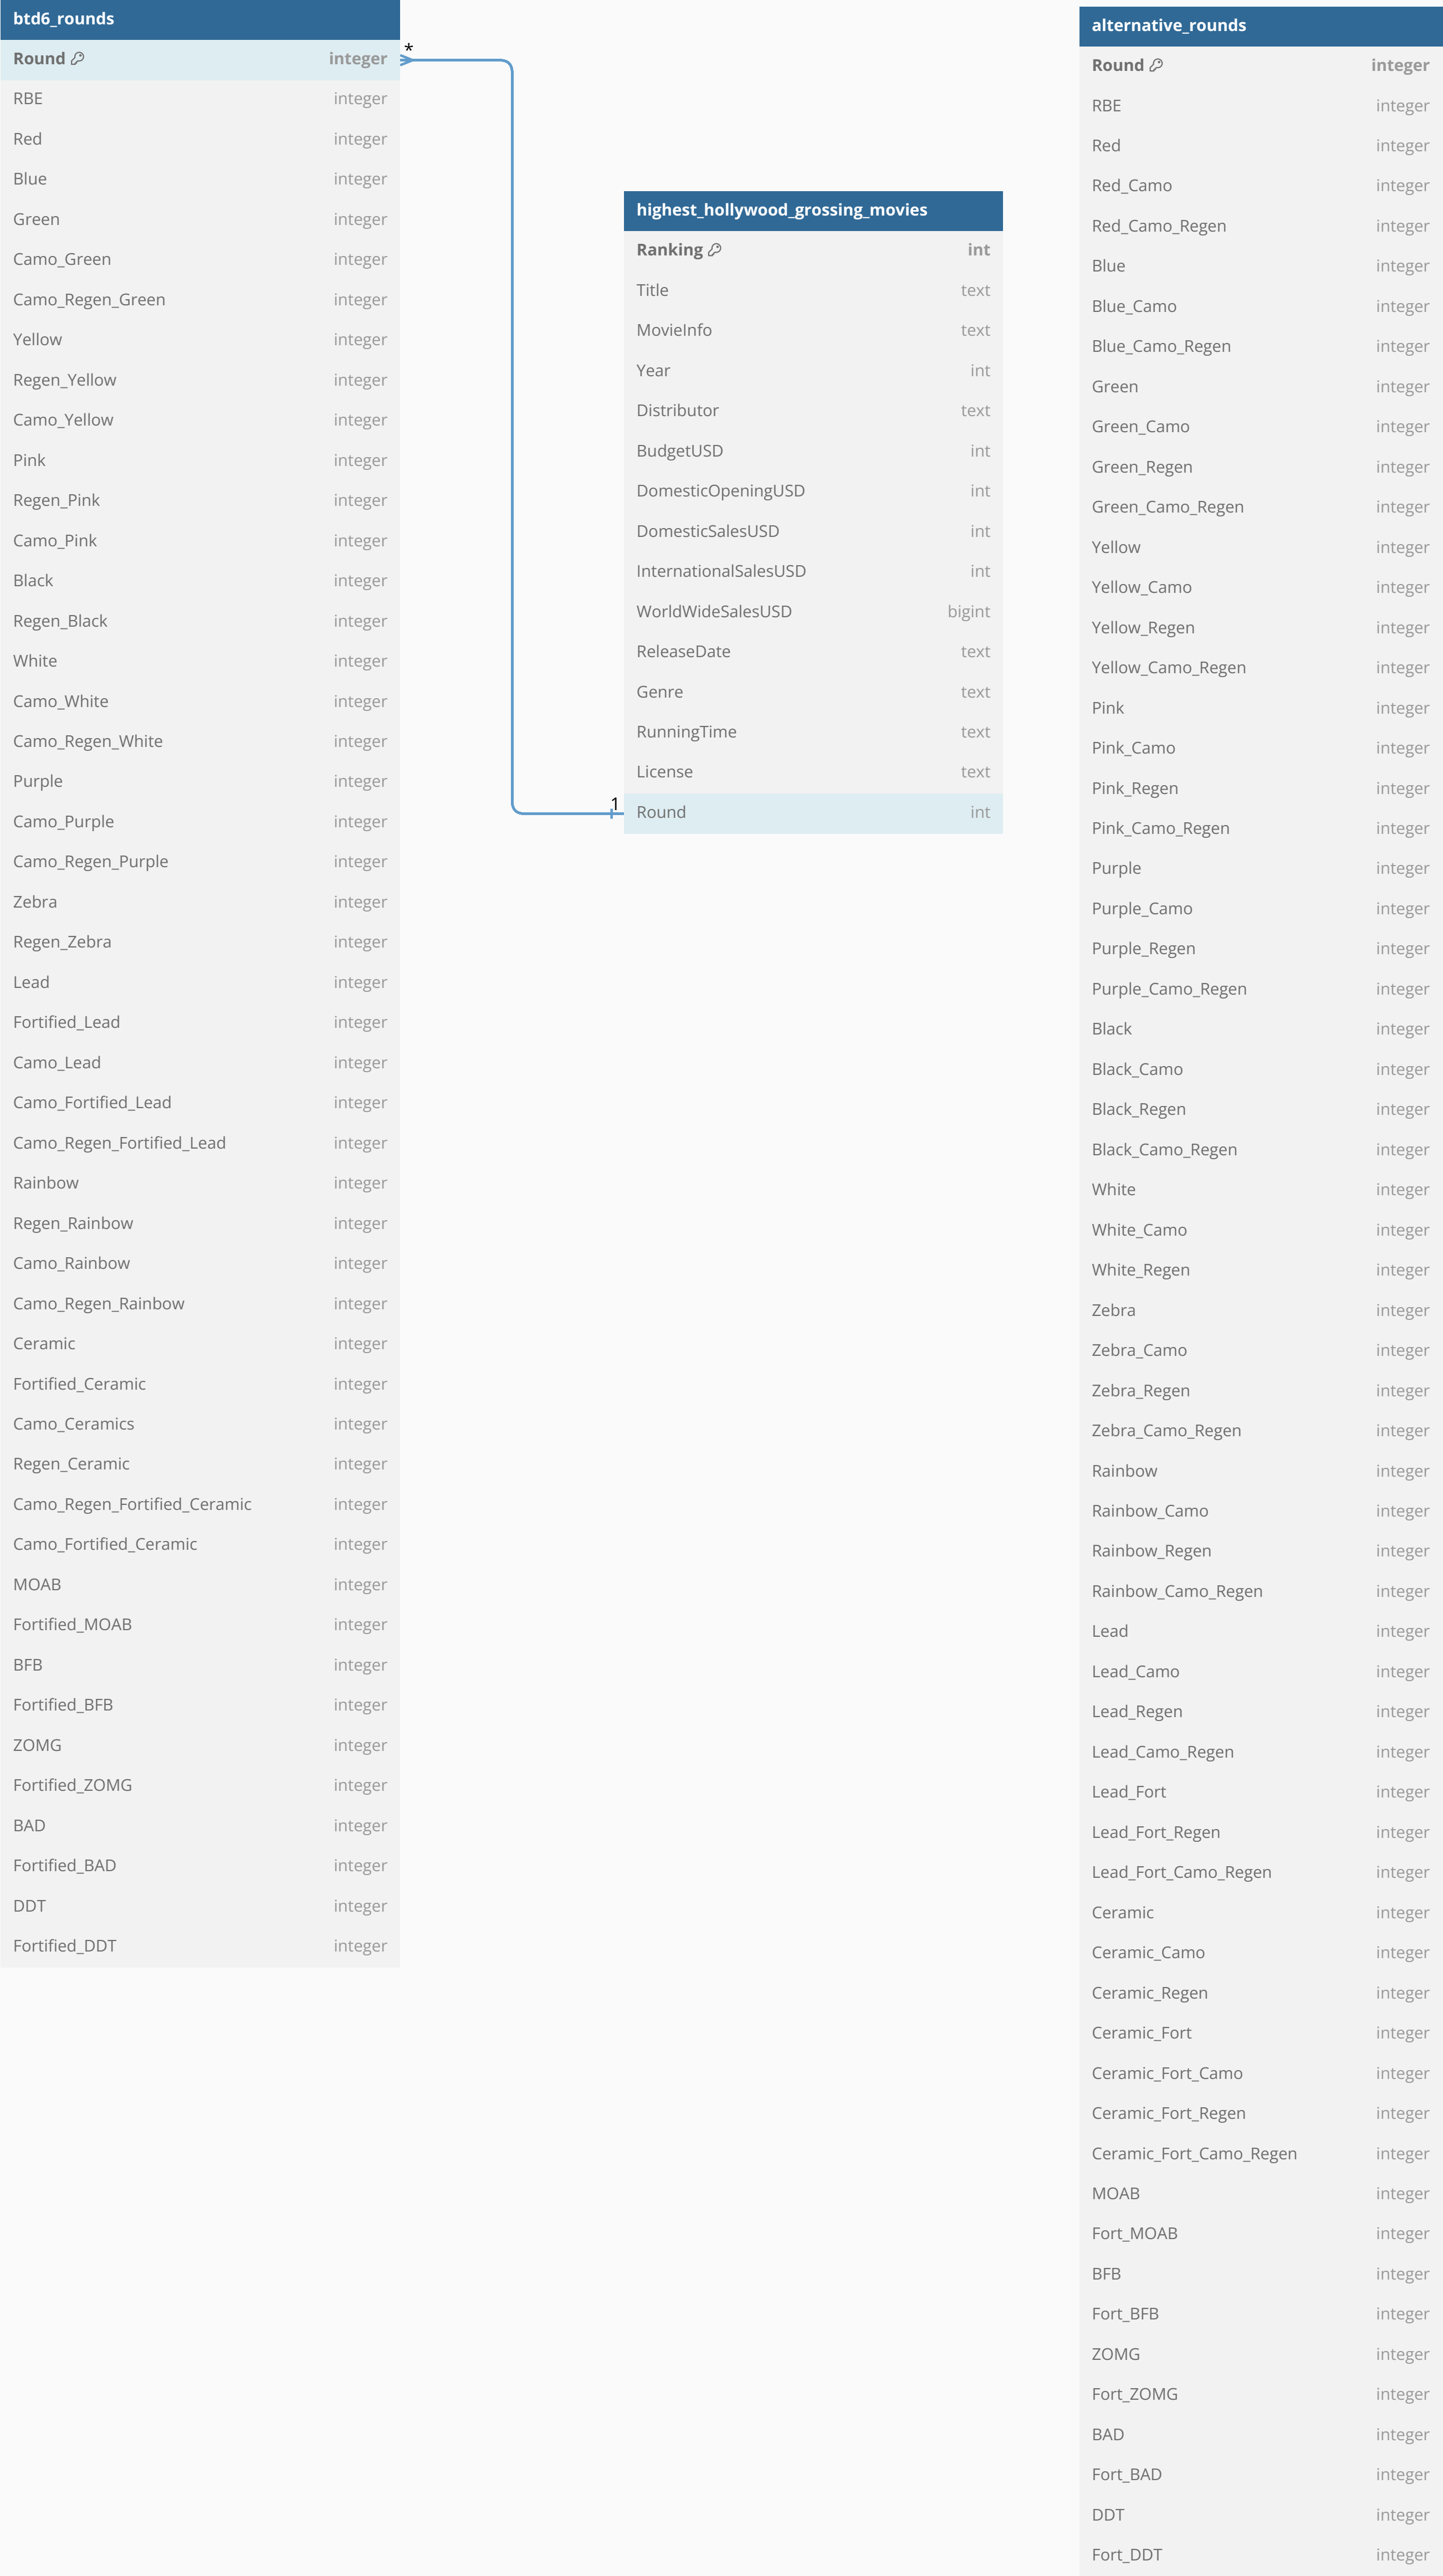 btd6_rounds
Round integer
RBE integer
Red integer
Blue integer
Green integer
Camo_Green integer
Camo_Regen_Green integer
Yellow integer
Regen_Yellow integer
Camo_Yellow integer
Pink integer
Regen_Pink integer
Camo_Pink integer
Black integer
Regen_Black integer
White integer
Camo_White integer
Camo_Regen_White integer
Purple integer
Camo_Purple integer
Camo_Regen_Purple integer
Zebra integer
Regen_Zebra integer
Lead integer
Fortified_Lead integer
Camo_Lead integer
Camo_Fortified_Lead integer
Camo_Regen_Fortified_Lead integer
Rainbow integer
Regen_Rainbow integer
Camo_Rainbow integer
Camo_Regen_Rainbow integer
Ceramic integer
Fortified_Ceramic integer
Camo_Ceramics integer
Regen_Ceramic integer
Camo_Regen_Fortified_Ceramic integer
Camo_Fortified_Ceramic integer
MOAB integer
Fortified_MOAB integer
BFB integer
Fortified_BFB integer
ZOMG integer
Fortified_ZOMG integer
BAD integer
Fortified_BAD integer
DDT integer
Fortified_DDT integer
*
1
highest_hollywood_grossing_movies
Ranking int
Title text
MovieInfo text
Year int
Distributor text
BudgetUSD int
DomesticOpeningUSD int
DomesticSalesUSD int
InternationalSalesUSD int
WorldWideSalesUSD bigint
ReleaseDate text
Genre text
RunningTime text
License text
Round int
alternative_rounds
Round integer
RBE integer
Red integer
Red_Camo integer
Red_Camo_Regen integer
Blue integer
Blue_Camo integer
Blue_Camo_Regen integer
Green integer
Green_Camo integer
Green_Regen integer
Green_Camo_Regen integer
Yellow integer
Yellow_Camo integer
Yellow_Regen integer
Yellow_Camo_Regen integer
Pink integer
Pink_Camo integer
Pink_Regen integer
Pink_Camo_Regen integer
Purple integer
Purple_Camo integer
Purple_Regen integer
Purple_Camo_Regen integer
Black integer
Black_Camo integer
Black_Regen integer
Black_Camo_Regen integer
White integer
White_Camo integer
White_Regen integer
Zebra integer
Zebra_Camo integer
Zebra_Regen integer
Zebra_Camo_Regen integer
Rainbow integer
Rainbow_Camo integer
Rainbow_Regen integer
Rainbow_Camo_Regen integer
Lead integer
Lead_Camo integer
Lead_Regen integer
Lead_Camo_Regen integer
Lead_Fort integer
Lead_Fort_Regen integer
Lead_Fort_Camo_Regen integer
Ceramic integer
Ceramic_Camo integer
Ceramic_Regen integer
Ceramic_Fort integer
Ceramic_Fort_Camo integer
Ceramic_Fort_Regen integer
Ceramic_Fort_Camo_Regen integer
MOAB integer
Fort_MOAB integer
BFB integer
Fort_BFB integer
ZOMG integer
Fort_ZOMG integer
BAD integer
Fort_BAD integer
DDT integer
Fort_DDT integer